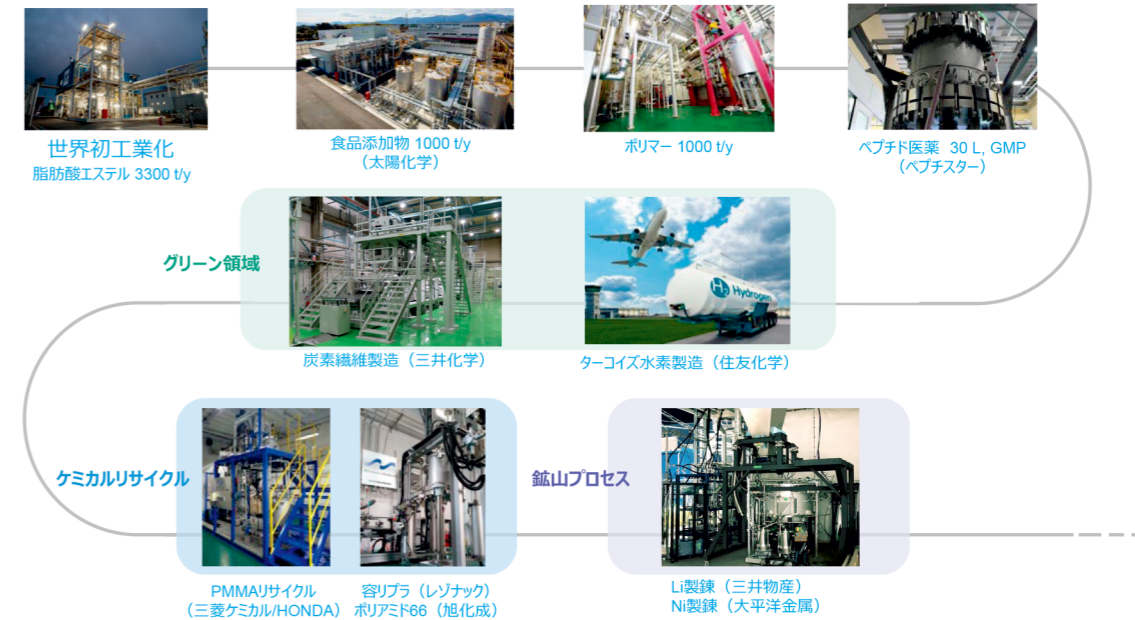 世界初工業化
脂肪酸エステル 3300 t/y
食品添加物 1000 t/y
（太陽化学）
ポリマー 1000 t/y
ペプチド医薬 30 L, GMP
（ペプチスター）
グリーン領域
H2 Hydrogen
炭素繊維製造（三井化学）
ターコイズ水素製造（住友化学）
ケミカルリサイクル
鉱山プロセス
PMMAリサイクル
（三菱ケミカル/HONDA）
容リプラ（レゾナック）
ポリアミド66（旭化成）
Li製錬（三井物産）
Ni製錬（大平洋金属）